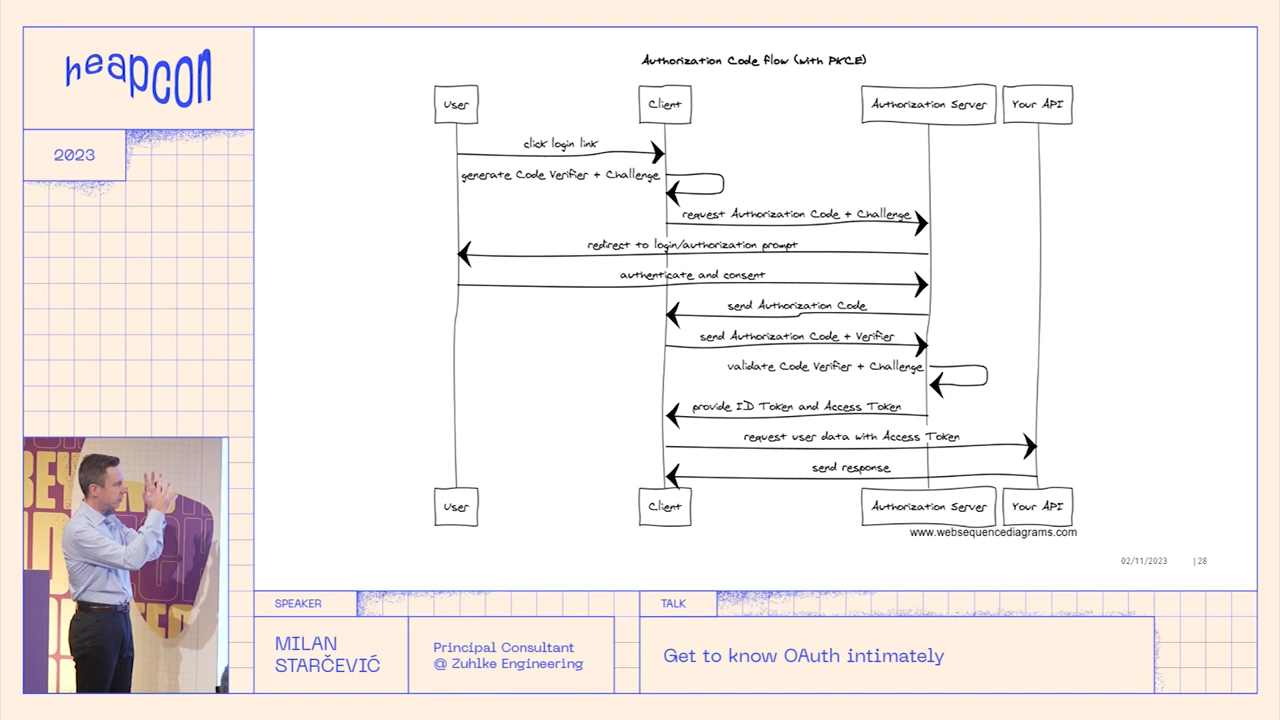 heapcon
2023
Authorization Code flow (with PKCE)
User
Client
Authorization Server
Your API
click login link
generate Code Verifier + Challenge
request Authorization Code + Challenge
redirect to login/authorization prompt
authenticate and consent
send Authorization Code
send Authorization Code + Verifier
validate Code Verifier + Challenge
provide ID Token and Access Token
request user data with Access Token
send response
User
Client
Authorization Server
Your API
www.websequencediagrams.com
02/11/2023
|28
SPEAKER
MILAN
STARČEVIĆ
Principal Consultant
@ Zuhlke Engineering
TALK
Get to know OAuth intimately